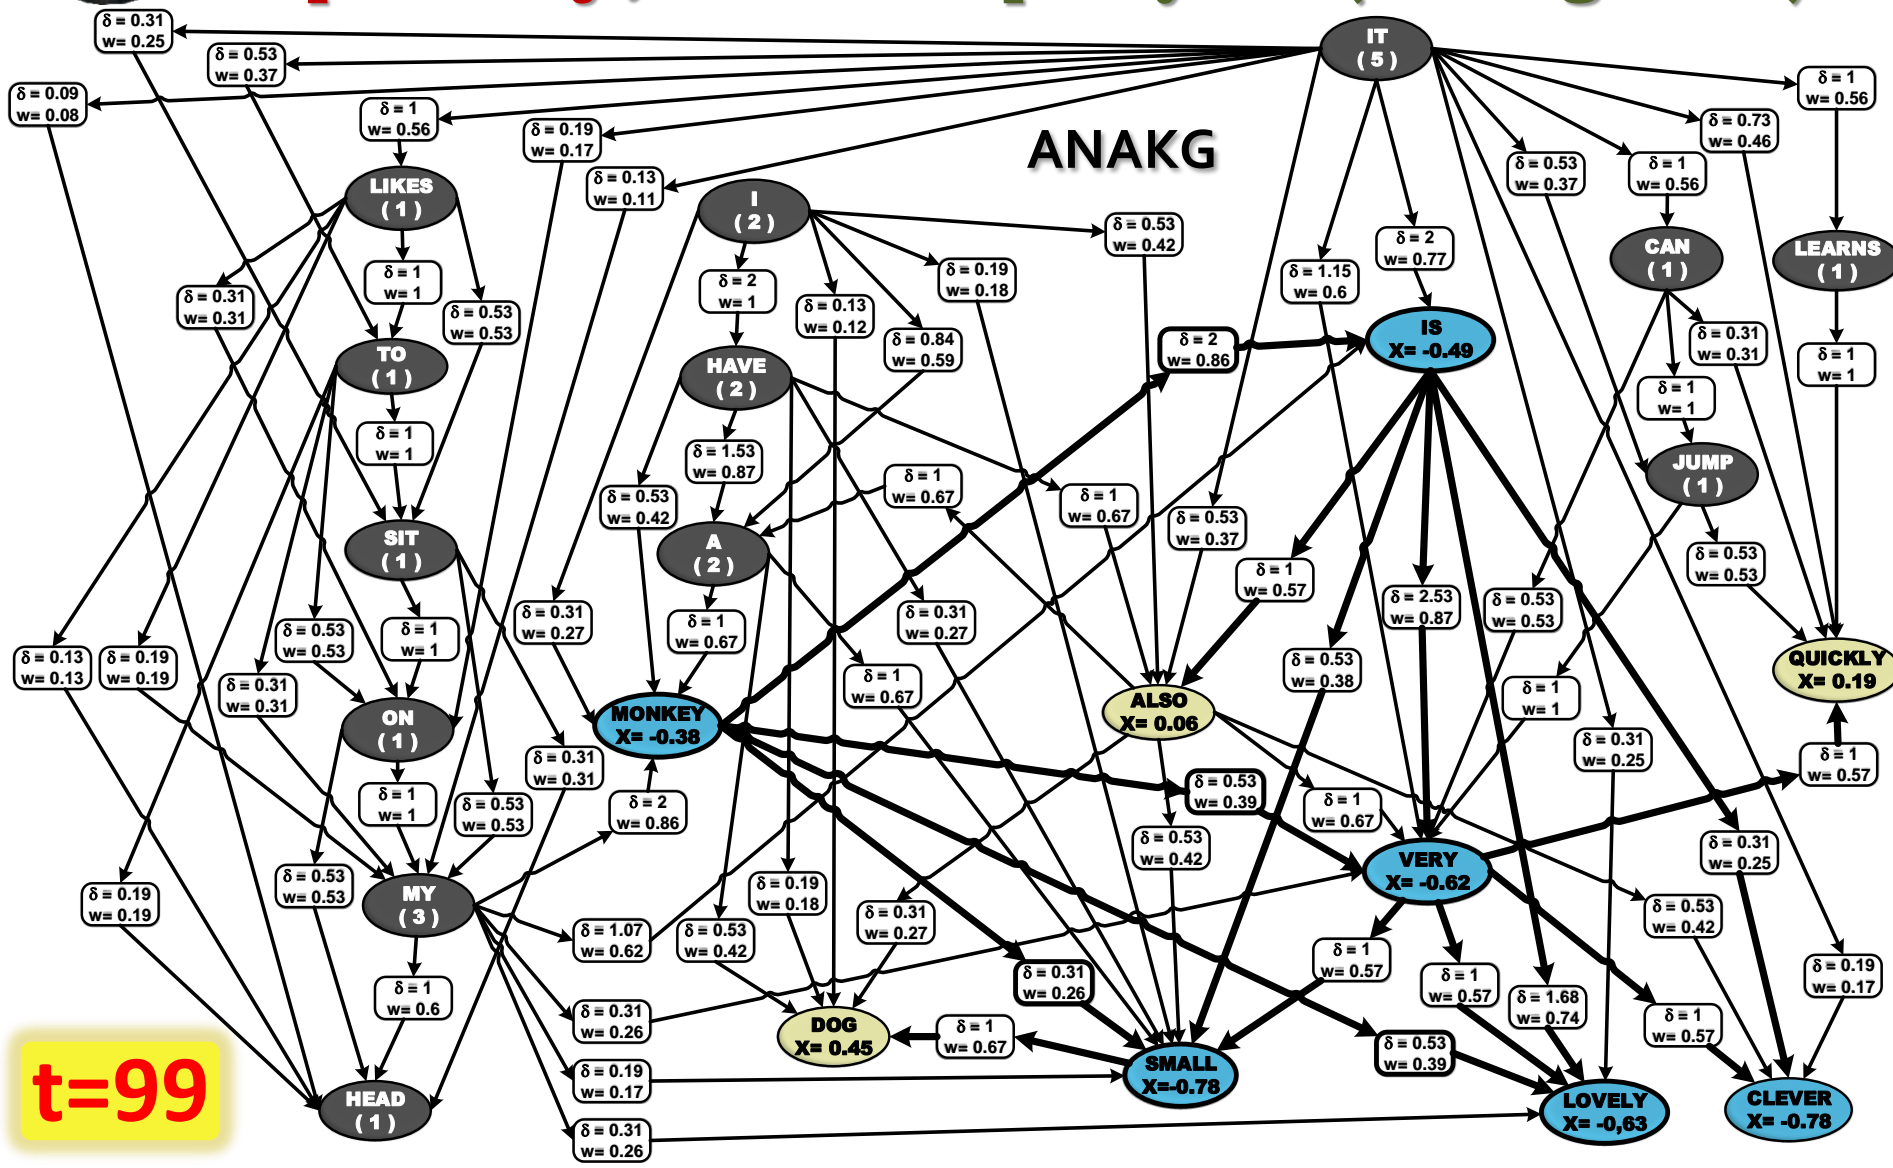 δ = 0.31
w= 0.25
IT
( 5 )
δ = 0.53
w= 0.37
δ = 0.09
w= 0.08
δ = 1
w= 0.56
δ = 1
w= 0.56
δ = 0.19
w= 0.17
δ = 0.73
w= 0.46
ANAKG
δ = 0.53
w= 0.37
δ = 1
w= 0.56
δ = 0.13
w= 0.11
LIKES
( 1 )
I
( 2 )
δ = 0.53
w= 0.42
δ = 2
w= 0.77
CAN
( 1 )
LEARNS
( 1 )
δ = 1
w= 1
δ = 2
w= 1
δ = 0.19
w= 0.18
δ = 1.15
w= 0.6
δ = 0.31
w= 0.31
δ = 0.53
w= 0.53
δ = 0.13
w= 0.12
δ = 0.84
w= 0.59
δ = 2
w= 0.86
IS
X= -0.49
δ = 0.31
w= 0.31
δ = 1
w= 1
TO
( 1 )
HAVE
( 2 )
δ = 1
w= 1
δ = 1
w= 1
δ = 1.53
w= 0.87
δ = 1
w= 0.67
JUMP
( 1 )
δ = 0.53
w= 0.42
δ = 1
w= 0.67
δ = 0.53
w= 0.37
SIT
( 1 )
A
( 2 )
δ = 0.53
w= 0.53
δ = 1
w= 0.57
δ = 2.53
w= 0.87
δ = 0.53
w= 0.53
δ = 0.53
w= 0.53
δ = 1
w= 1
δ = 0.31
w= 0.27
δ = 1
w= 0.67
δ = 0.31
w= 0.27
δ = 0.13
w= 0.13
δ = 0.19
w= 0.19
δ = 0.31
w= 0.31
δ = 1
w= 0.67
δ = 0.53
w= 0.38
δ = 1
w= 1
QUICKLY
X= 0.19
ON
( 1 )
MONKEY
X= -0.38
ALSO
X= 0.06
δ = 0.31
w= 0.31
δ = 0.31
w= 0.25
δ = 1
w= 0.57
δ = 1
w= 1
δ = 0.53
w= 0.53
δ = 2
w= 0.86
δ = 0.53
w= 0.39
δ = 1
w= 0.67
δ = 0.53
w= 0.42
δ = 0.31
w= 0.25
VERY
X= -0.62
δ = 0.19
w= 0.19
δ = 0.53
w= 0.53
MY
( 3 )
δ = 0.19
w= 0.18
δ = 0.31
w= 0.27
δ = 0.53
w= 0.42
δ = 1.07
w= 0.62
δ = 0.53
w= 0.42
δ = 1
w= 0.57
δ = 1
w= 0.6
δ = 0.31
w= 0.26
δ = 1
w= 0.57
δ = 0.19
w= 0.17
δ = 0.31
w= 0.26
DOG
X= 0.45
δ = 1
w= 0.67
δ = 1.68
w= 0.74
δ = 1
w= 0.57
δ = 0.53
w= 0.39
t=99
δ = 0.19
w= 0.17
SMALL
X=-0.78
HEAD
( 1 )
LOVELY
X= -0,63
CLEVER
X= -0.78
δ = 0.31
w= 0.26